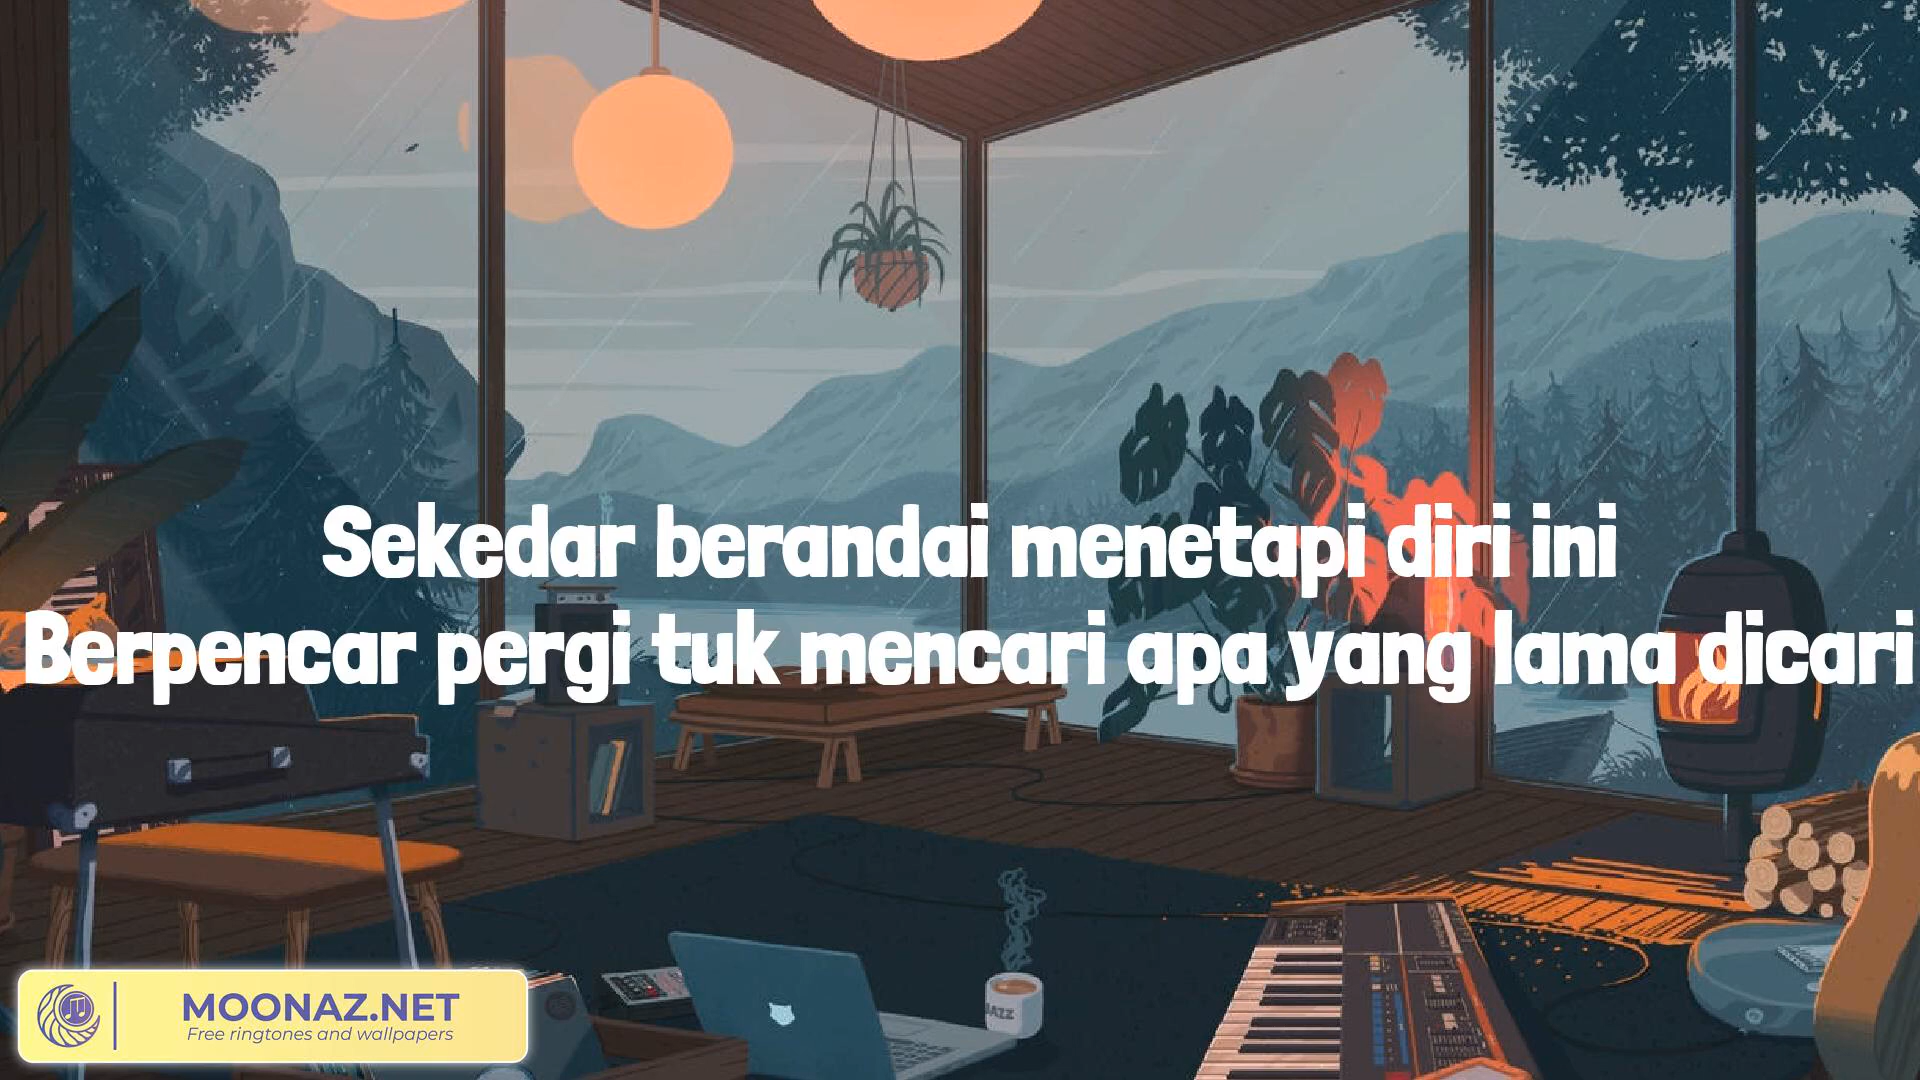 Sekedar berandai menetapi diri ini
Berpencar pergi tuk mencari apa yang lama dicari
JAZZ
MOONAZ.NET
Free ringtones and wallpapers